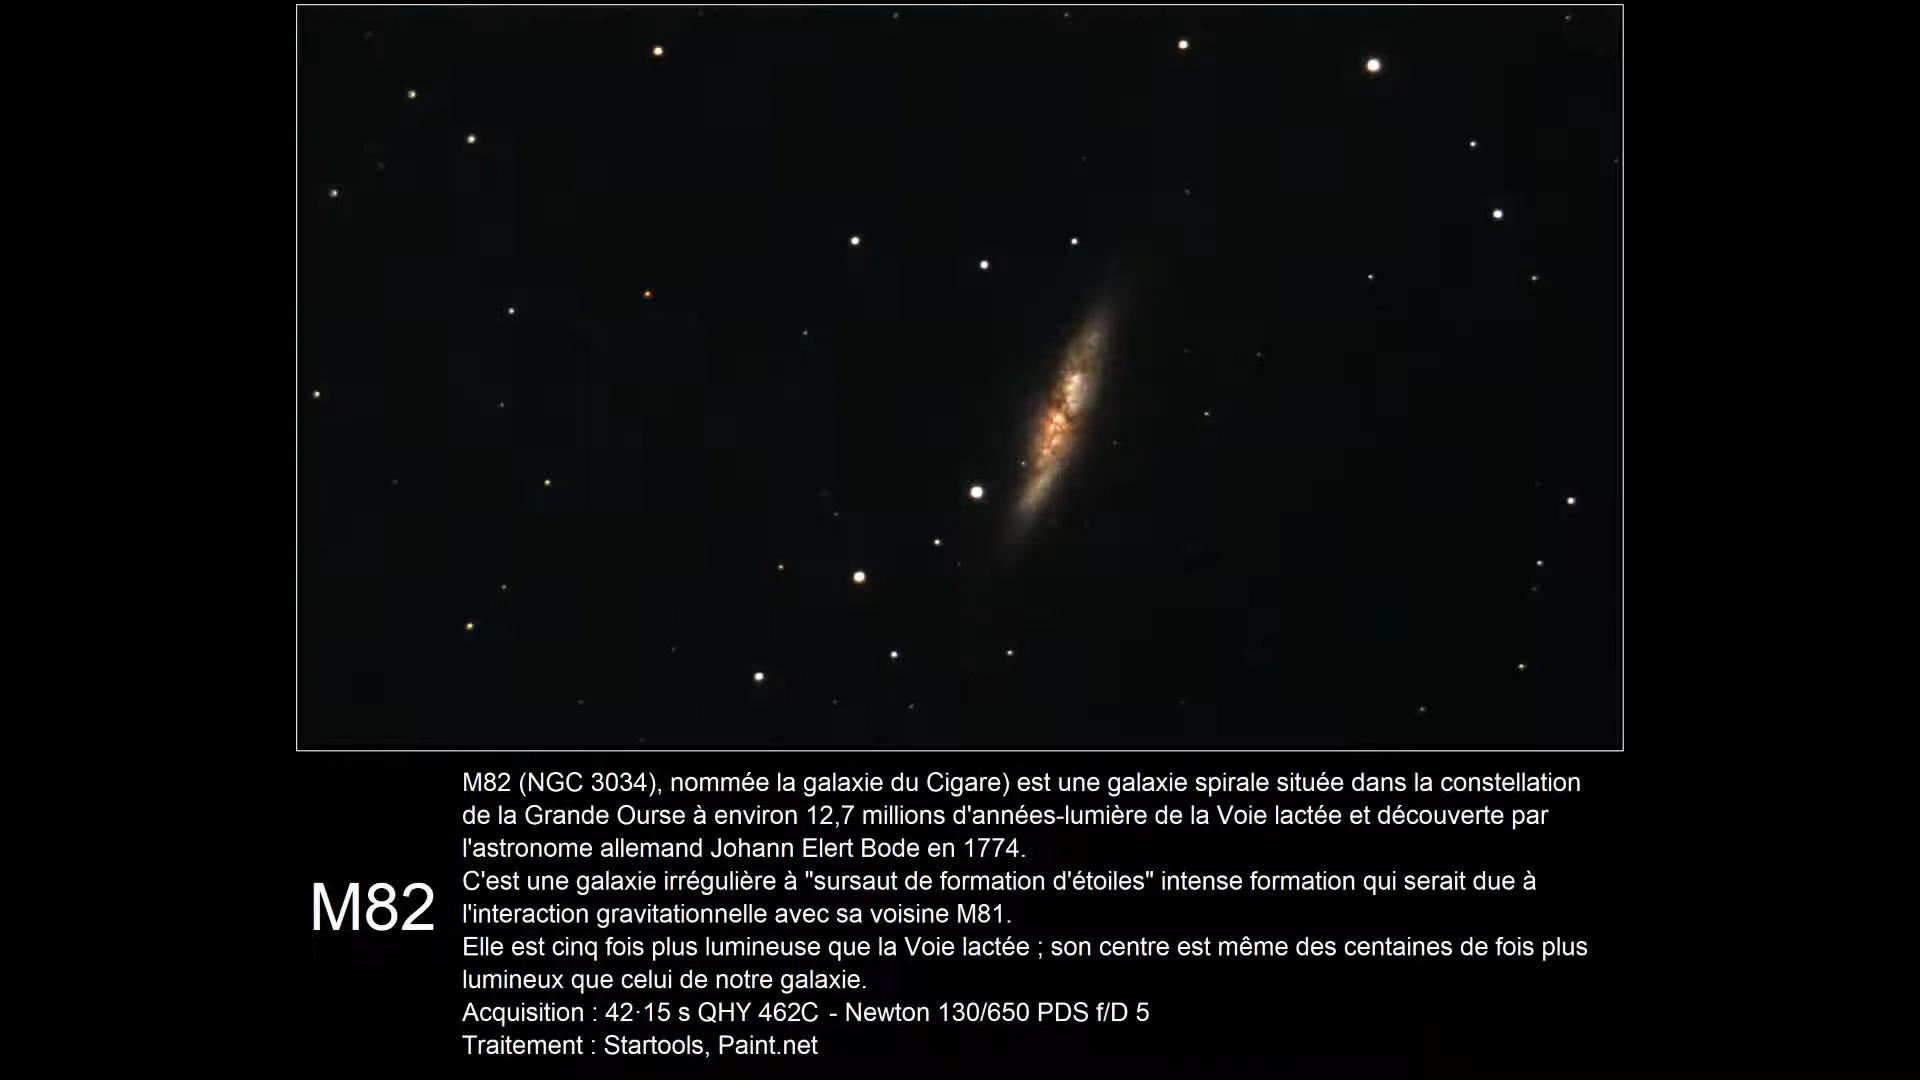 M82 (NGC 3034), nommée la galaxie du Cigare) est une galaxie spirale située dans la constellation
de la Grande Ourse à environ 12,7 millions d'années-lumière de la Voie lactée et découverte par
l'astronome allemand Johann Elert Bode en 1774.
C'est une galaxie irrégulière à "sursaut de formation d'étoiles" intense formation qui serait due à
M82
l'interaction gravitationnelle avec sa voisine M81.
Elle est cinq fois plus lumineuse que la Voie lactée ; son centre est même des centaines de fois plus
lumineux que celui de notre galaxie.
Acquisition : 42·15 s QHY 462C - Newton 130/650 PDS f/D 5
Traitement : Startools, Paint.net